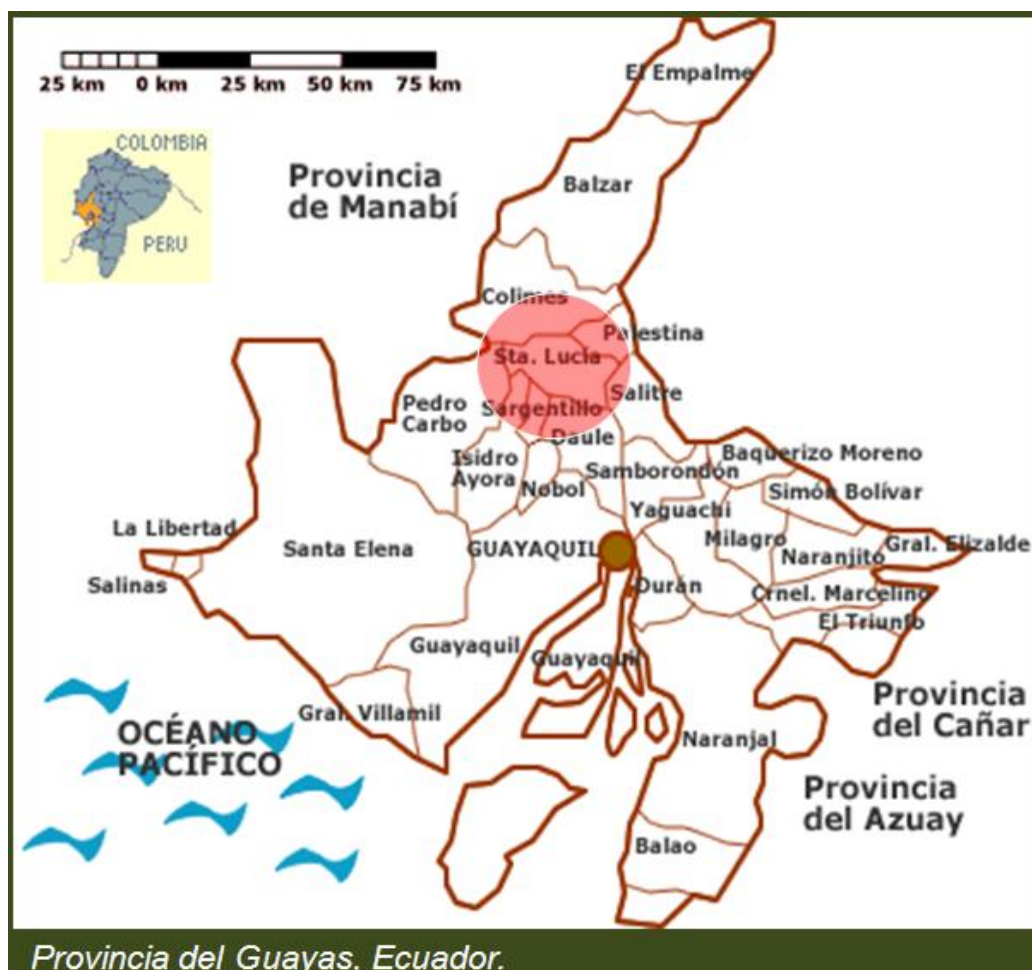 25 km 0 km 25 km 50 km 75 km
COLOMBIA
PERU
El Empalme
Provincia
de Manabí
Balzar
Colimes
Palestina
Sta. Lucía
Salitre
Pedro
Carbo
Sargentillo
Daule
Baquerizo Moreno
Isidro
Ayora
Samborondón
Nobol
Simón Bolívar
Yaguachi
La Libertad
Santa Elena
GUAYAQUIL
Milagro
Naranjito
Gral. Elizalde
Salinas
Durán
Crnel. Marcelino
El Triunfo
Guayaquil
Guayaquil
Provincia
del Cañar
Gral. Villamil
OCÉANO
PACÍFICO
Naranjal
Provincia
del Azuay
Balao
Provincia del Guayas, Ecuador.